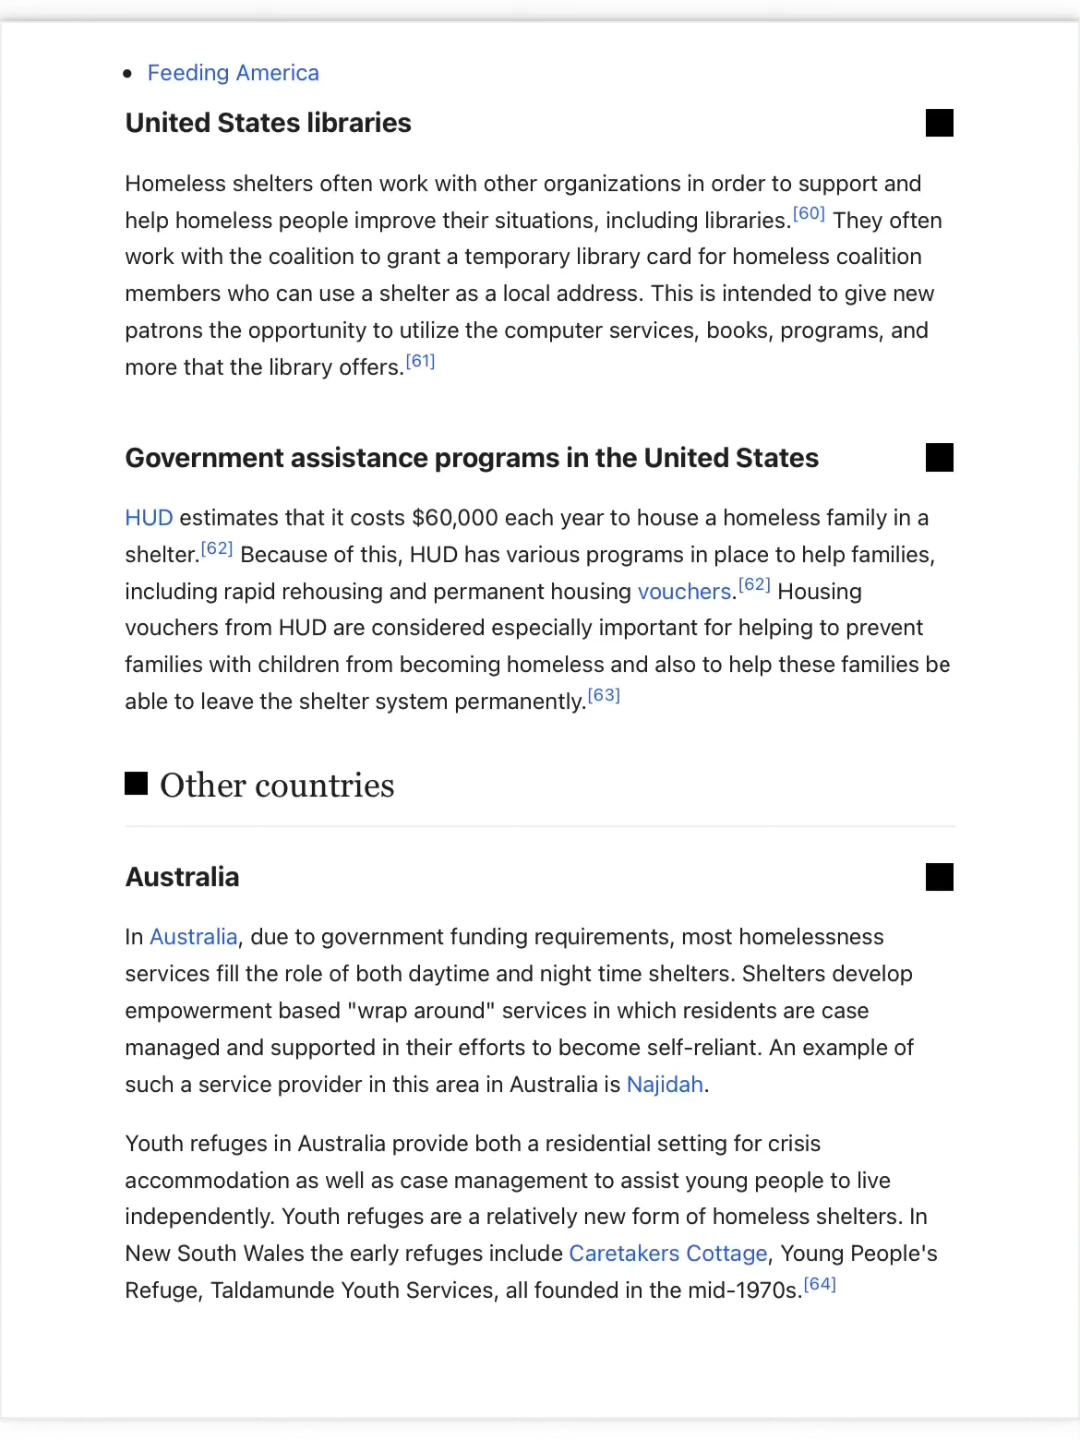 • Feeding America
United States libraries
Homeless shelters often work with other organizations in order to support and
help homeless people improve their situations, including libraries.[60] They often
work with the coalition to grant a temporary library card for homeless coalition
members who can use a shelter as a local address. This is intended to give new
patrons the opportunity to utilize the computer services, books, programs, and
more that the library offers.[61]
Government assistance programs in the United States
HUD estimates that it costs $60,000 each year to house a homeless family in a
shelter.[62] Because of this, HUD has various programs in place to help families,
including rapid rehousing and permanent housing vouchers.[62] Housing
vouchers from HUD are considered especially important for helping to prevent
families with children from becoming homeless and also to help these families be
able to leave the shelter system permanently.[63]
Other countries
Australia
In Australia, due to government funding requirements, most homelessness
services fill the role of both daytime and night time shelters. Shelters develop
empowerment based "wrap around" services in which residents are case
managed and supported in their efforts to become self-reliant. An example of
such a service provider in this area in Australia is Najidah.
Youth refuges in Australia provide both a residential setting for crisis
accommodation as well as case management to assist young people to live
independently. Youth refuges are a relatively new form of homeless shelters. In
New South Wales the early refuges include Caretakers Cottage, Young People's
Refuge, Taldamunde Youth Services, all founded in the mid-1970s.[64]